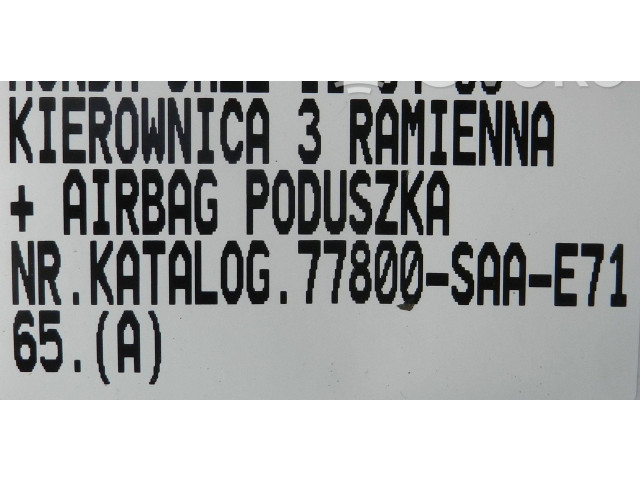 KIEROWNICA 3 RAMIENNA
+ AIRBAG PODUSZKA
NR.KATALOG.77800-SAA-E71
65.(A)